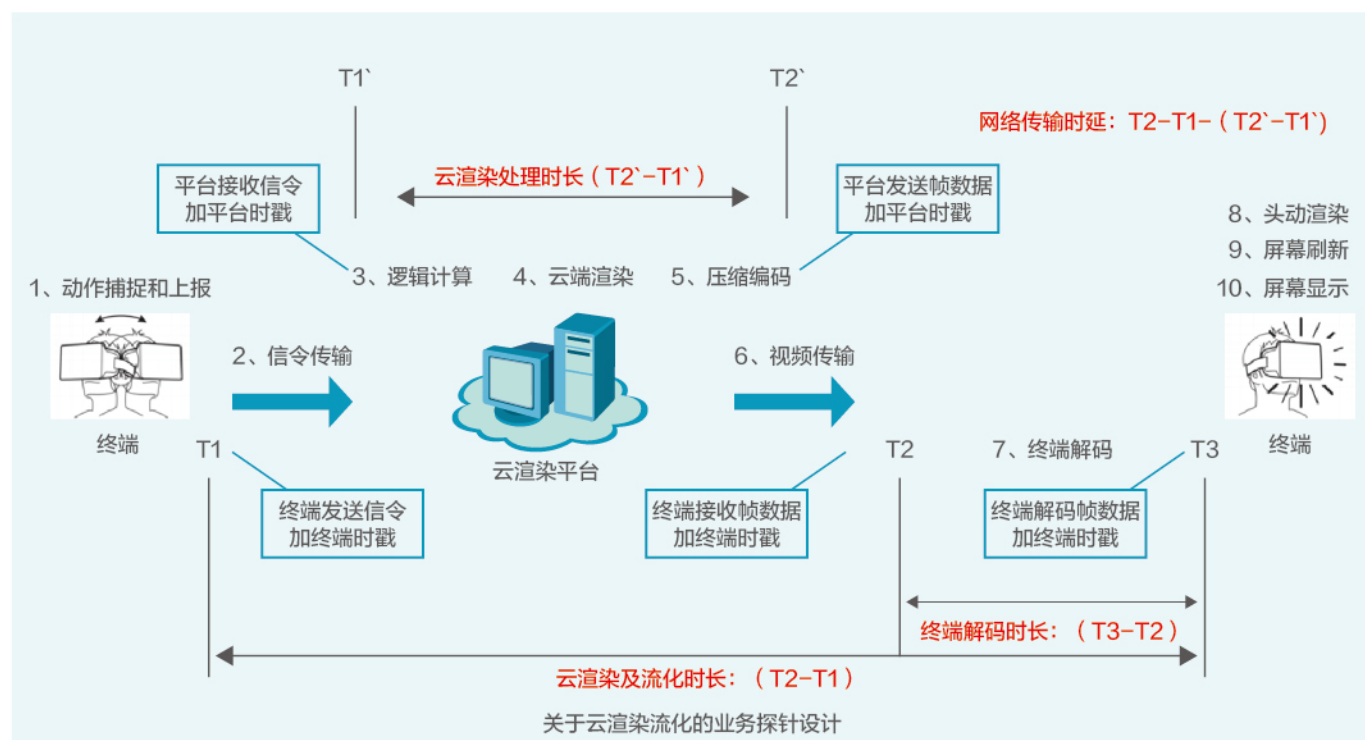 T1`
T2`
网络传输时延：T2-T1-（T2`-T1`)
云渲染处理时长（T2`-T1`）
平台接收信令
加平台时戳
平台发送帧数据
加平台时戳
8、头动渲染
9、屏幕刷新
10、屏幕显示
1、动作捕捉和上报
3、逻辑计算
4、云端渲染
5、压缩编码
2、信令传输
6、视频传输
终端
云渲染平台
终端
T1
T2
7、终端解码
T3
终端发送信令
加终端时戳
终端接收帧数据
加终端时戳
终端解码帧数据
加终端时戳
终端解码时长：（T3-T2）
云渲染及流化时长：（T2-T1）
关于云渲染流化的业务探针设计